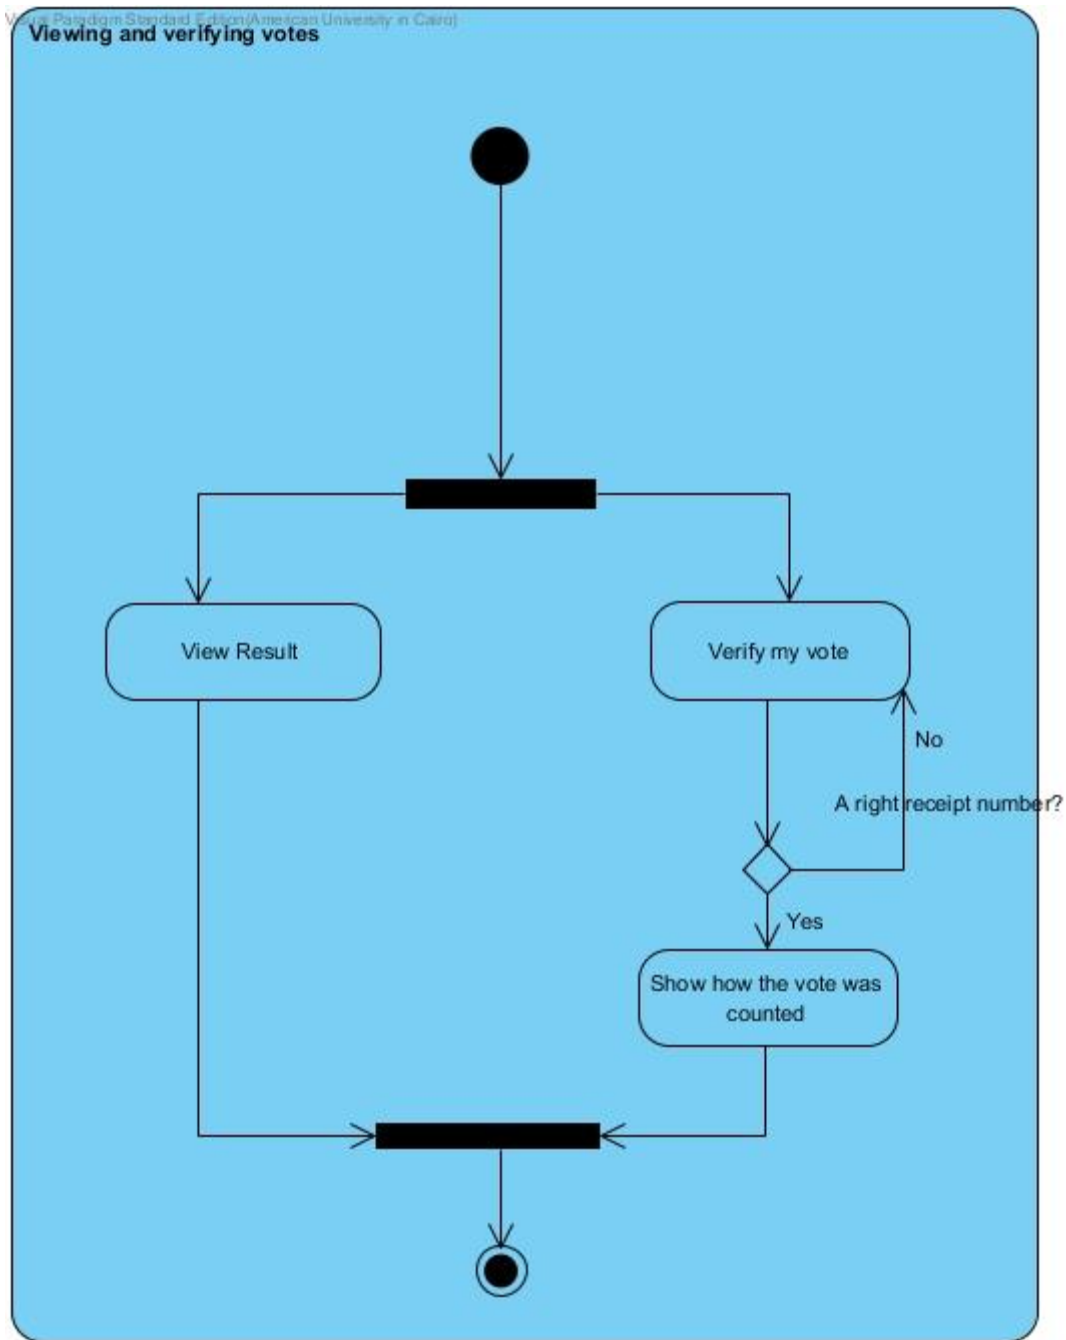 Visual Paradigm Standard Edition(American University in Cairo)
Viewing and verifying votes
View Result
Verify my vote
No
A right receipt number?
Yes
Show how the vote was
counted